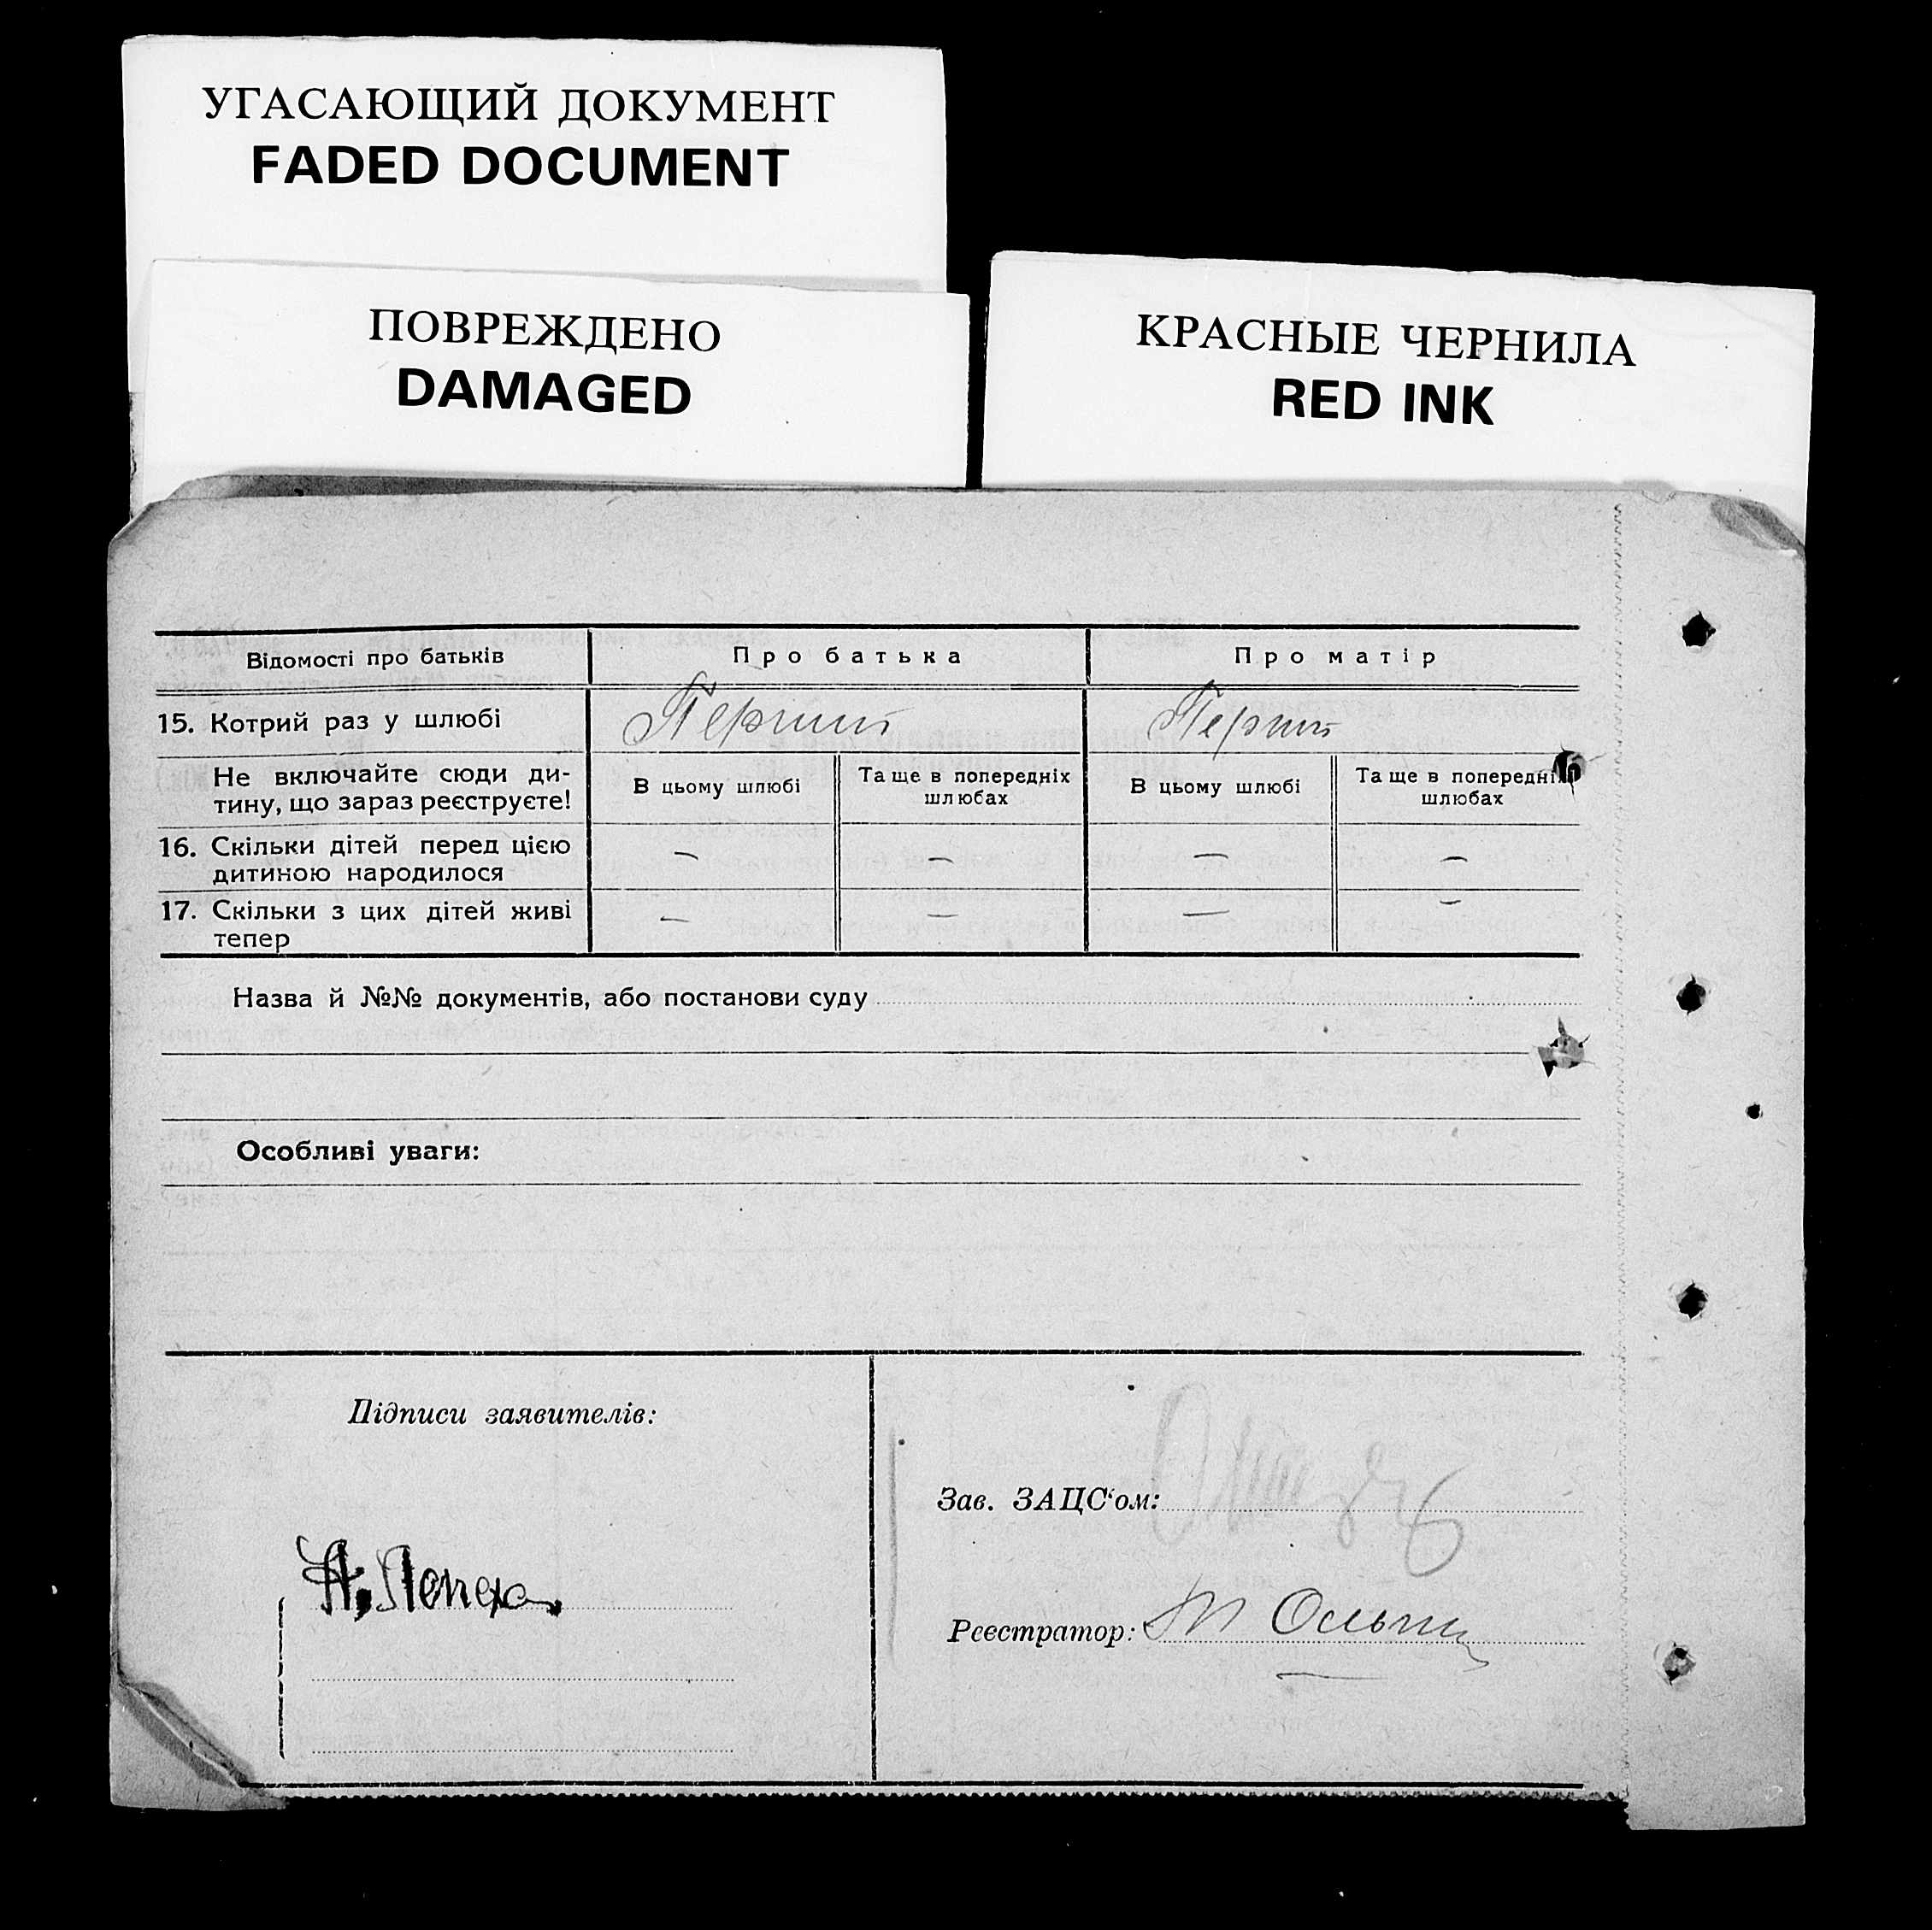 УГАСАЮЩИЙ ДОКУМЕНТ
FADED DOCUMENT
ПОВРЕЖДЕНО
DAMAGED
КРАСНЫЕ ЧЕРНИЛА
RED INK
Відомості про батьків
Про батька
Про матір
15. Котрий раз у шлюбі
Перший
Перший
Не включайте сюди ди-
тину, що зараз реєструєте!
В цьому шлюбі
Та ще в попередніх
шлюбах
В цьому шлюбі
Та ще в попередніх
шлюбах
16. Скільки дітей перед цією
дитиною народилося
— — — —
17. Скільки з цих дітей живі
тепер
— — — —
Назва й №№ документів, або постанови суду
Особливі уваги:
Підписи заявителів:
Зав. ЗАЦС‘ом:
Реєстратор: